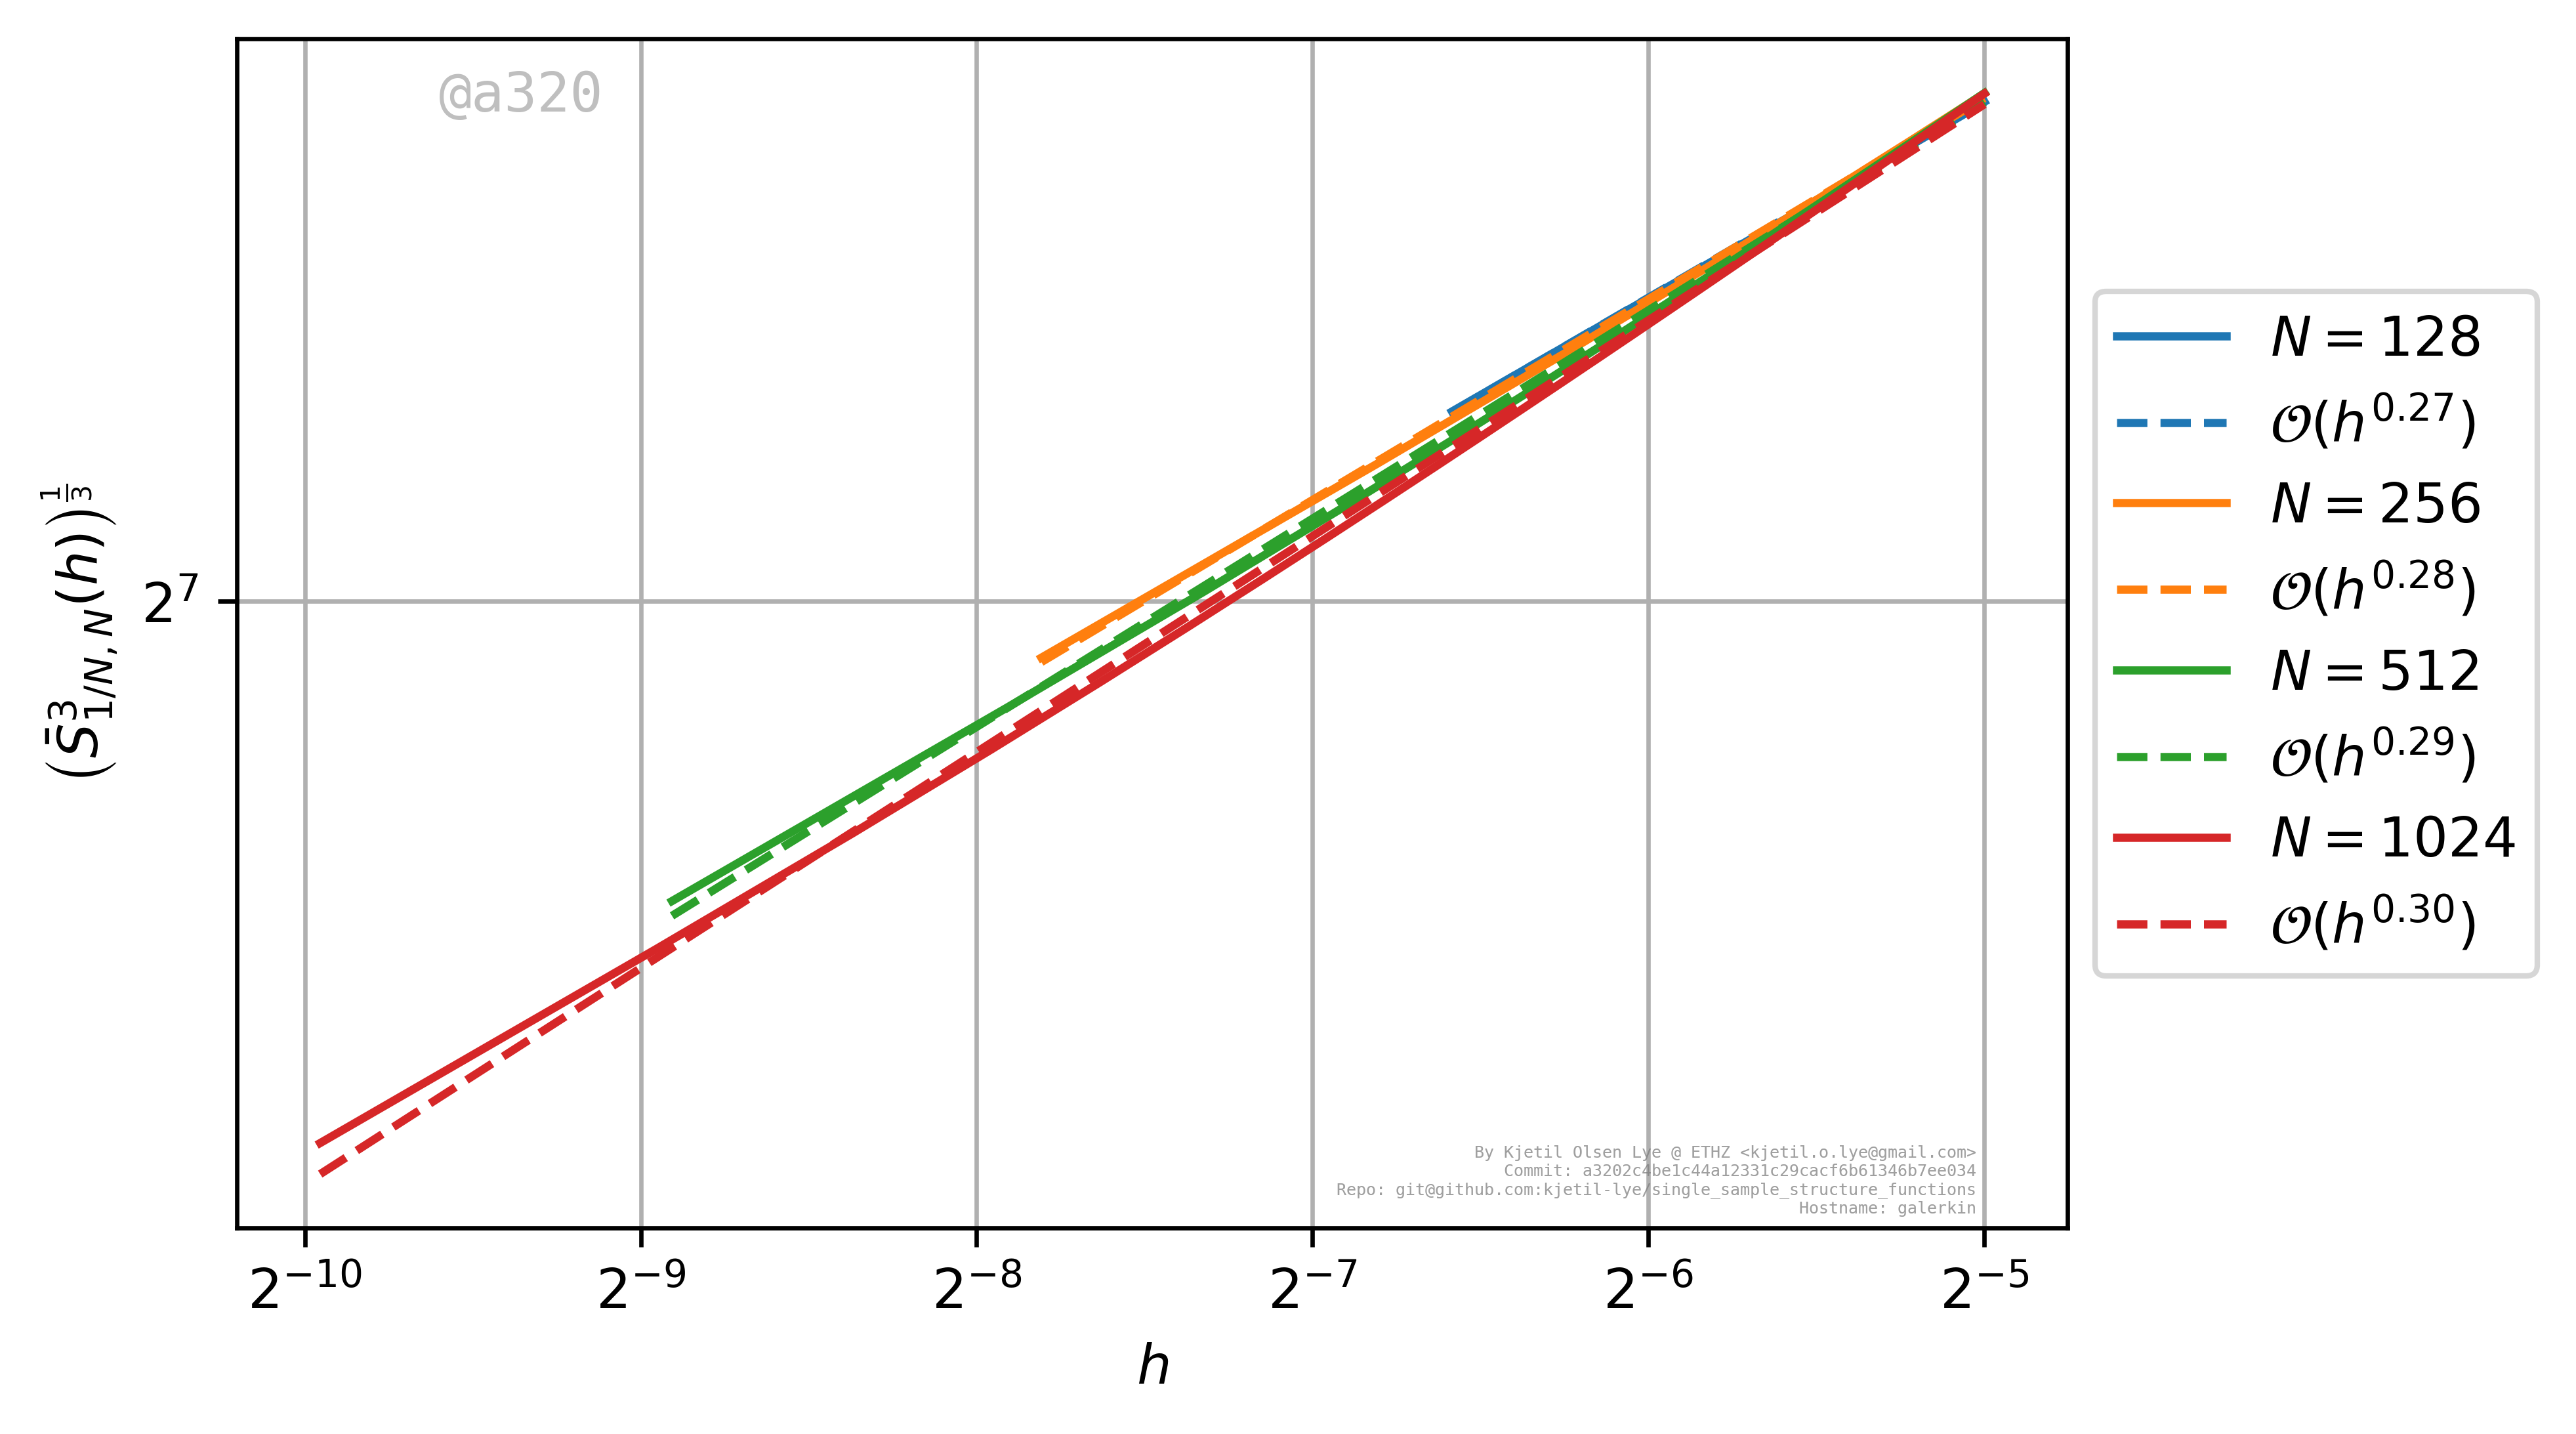 @a320
2⁷
(S̄³₁/N,N(h))^(1/3)
2⁻¹⁰ 2⁻⁹ 2⁻⁸ 2⁻⁷ 2⁻⁶ 2⁻⁵
h
By Kjetil Olsen Lye @ ETHZ <kjetil.o.lye@gmail.com>
Commit: a3202c4be1c44a12331c29cacf6b61346b7ee034
Repo: git@github.com:kjetil-lye/single_sample_structure_functions
Hostname: galerkin
N = 128
𝒪(h^0.27)
N = 256
𝒪(h^0.28)
N = 512
𝒪(h^0.29)
N = 1024
𝒪(h^0.30)